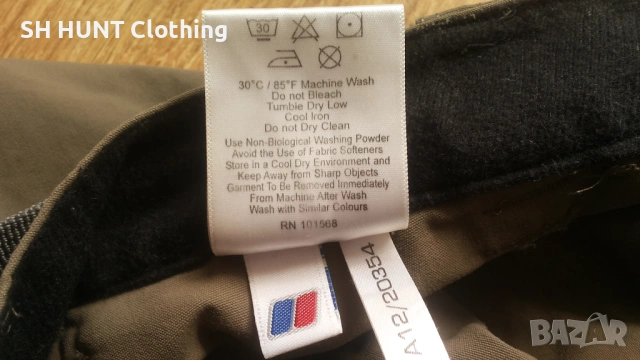 SH HUNT Clothing
30
30°C / 85°F Machine Wash
Do not Bleach
Tumble Dry Low
Cool Iron
Do not Dry Clean
Use Non-Biological Washing Powder
Avoid the Use of Fabric Softeners
Store in a Cool Dry Environment and
Keep Away from Sharp Objects
Garment To Be Removed Immediately
From Machine After Wash
Wash with Similar Colours
RN 101568
A12/20354
BAZAR